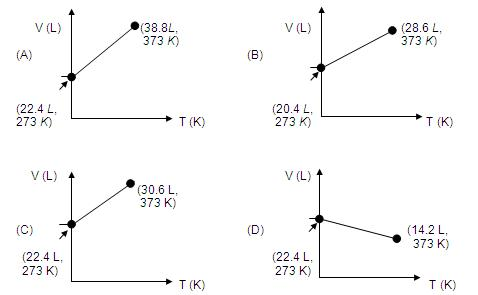 V (L)
(38.8L,
373 K)
(A)
(22.4 L,
273 K)
T (K)
V (L)
(28.6 L,
373 K)
(B)
(20.4 L,
273 K)
T (K)
V (L)
(30.6 L,
373 K)
(C)
(22.4 L,
273 K)
T (K)
V (L)
(14.2 L,
373 K)
(D)
(22.4 L,
273 K)
T (K)